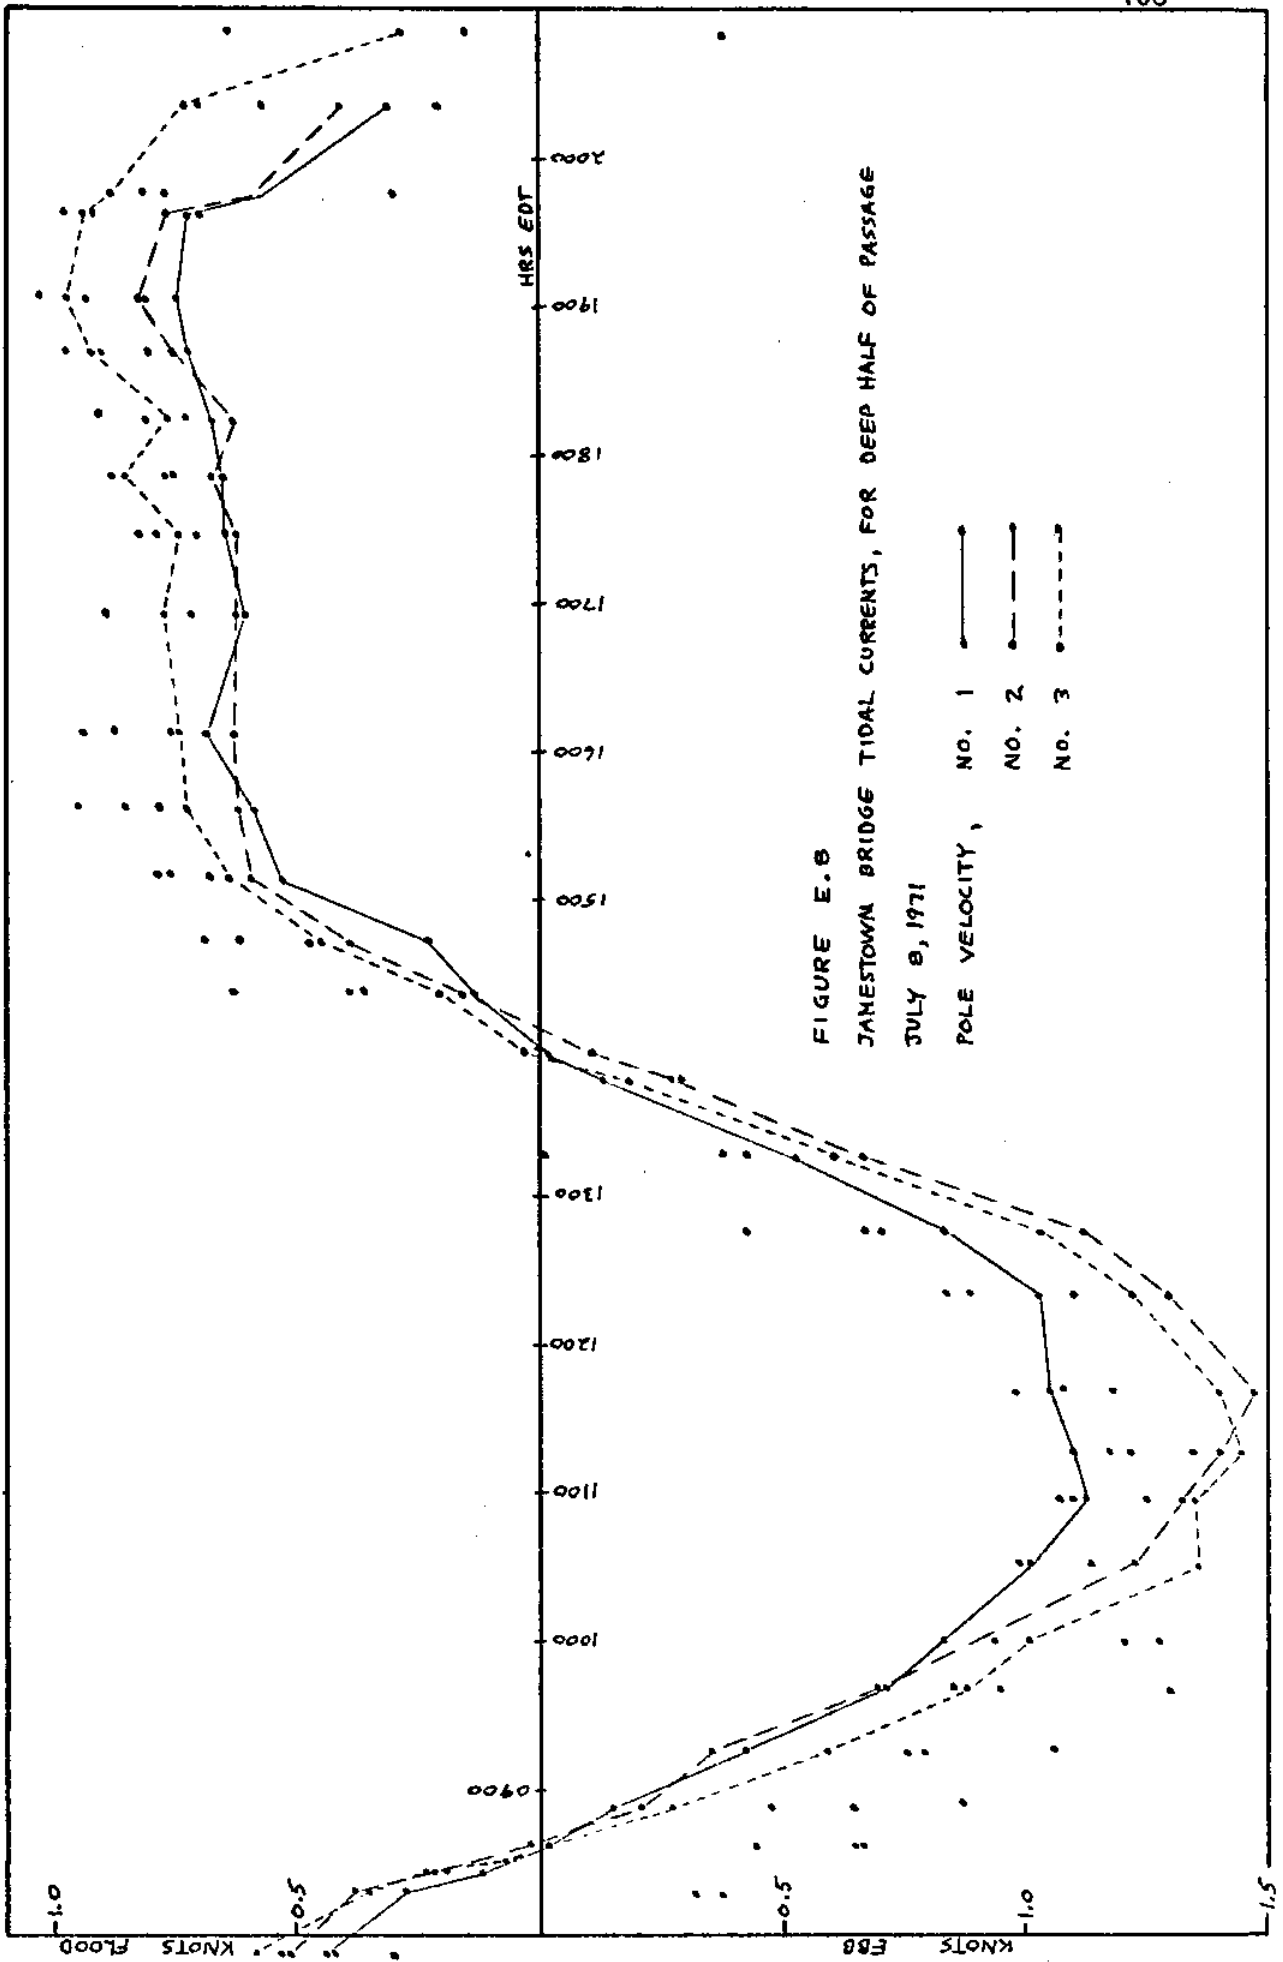 FIGURE E.8
JAMESTOWN BRIDGE TIDAL CURRENTS, FOR DEEP HALF OF PASSAGE
JULY 8, 1971
POLE VELOCITY, NO. 1
NO. 2
NO. 3
KNOTS FLOOD
1.0
0.5
0.5
1.0
1.5
KNOTS EBB
0900
1000
1100
1200
1300
1500
1600
1700
1800
1900
2000
HRS EDT